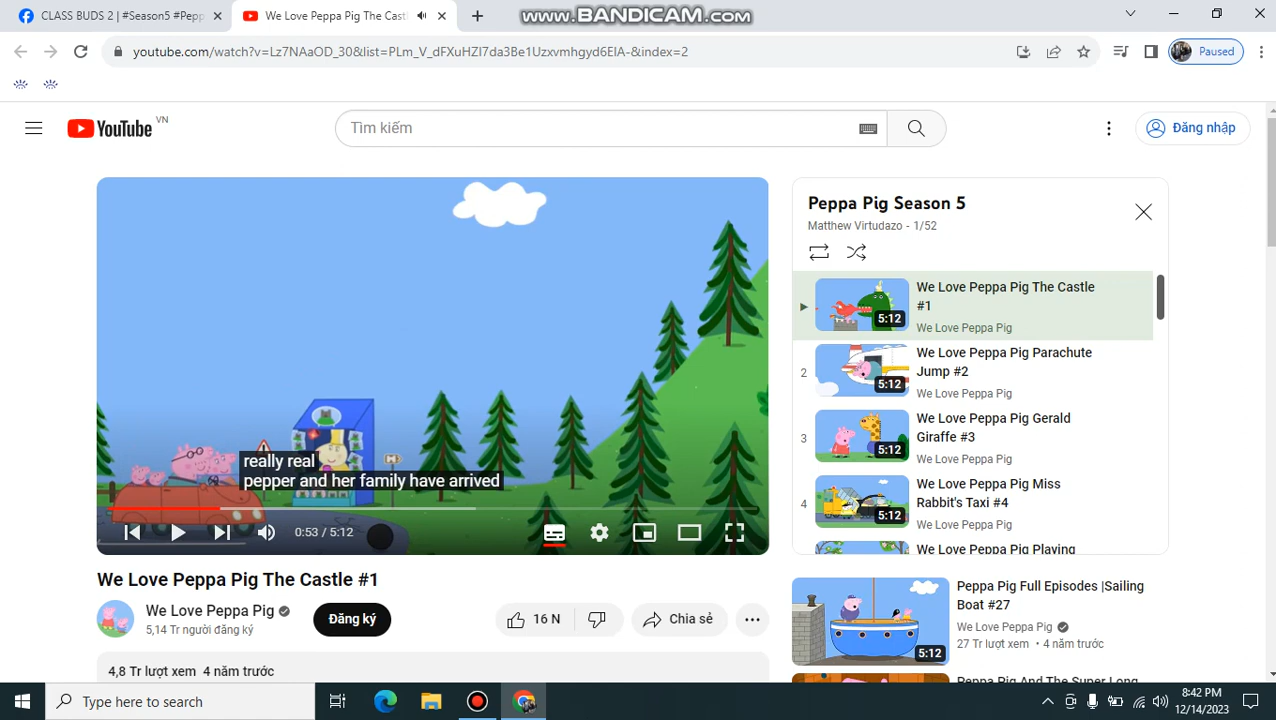 CLASS BUDS 2 | #Season5 #Pepp
We Love Peppa Pig The Castl
www.BANDICAM.com
youtube.com/watch?v=Lz7NAaOD_30&list=PLm_V_dFXuHZI7da3Be1Uzxvmhgyd6EIA-&index=2
Paused
YouTube VN
Tìm kiếm
Đăng nhập
really real
pepper and her family have arrived
0:53 / 5:12
We Love Peppa Pig The Castle #1
We Love Peppa Pig
5,14 Tr người đăng ký
Đăng ký
16 N
Chia sẻ
4,8 Tr lượt xem 4 năm trước
Peppa Pig Season 5
Matthew Virtudazo - 1/52
5:12
We Love Peppa Pig The Castle
#1
We Love Peppa Pig
2
5:12
We Love Peppa Pig Parachute
Jump #2
We Love Peppa Pig
3
5:12
We Love Peppa Pig Gerald
Giraffe #3
We Love Peppa Pig
4
5:12
We Love Peppa Pig Miss
Rabbit's Taxi #4
We Love Peppa Pig
We Love Peppa Pig Playing
5:12
Peppa Pig Full Episodes |Sailing
Boat #27
We Love Peppa Pig
27 Tr lượt xem • 4 năm trước
Peppa Pig And The Super Long
Type here to search
8:42 PM
12/14/2023